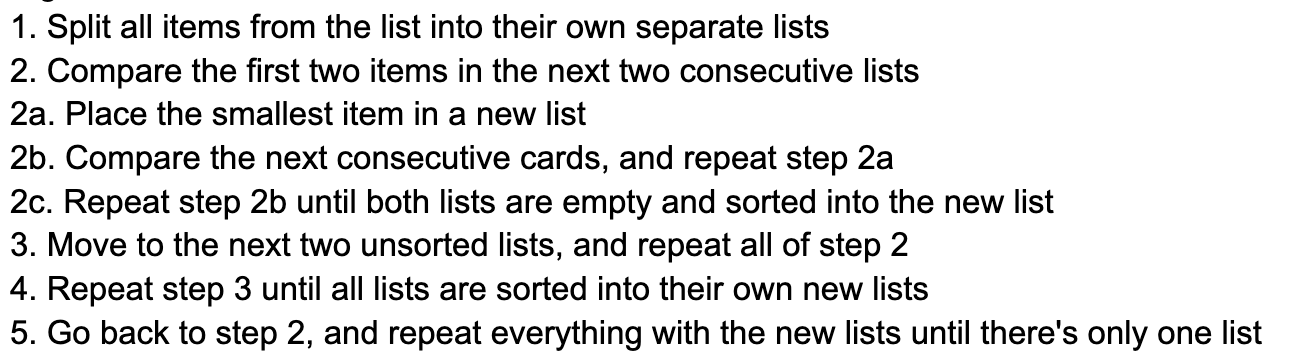 1. Split all items from the list into their own separate lists
2. Compare the first two items in the next two consecutive lists
2a. Place the smallest item in a new list
2b. Compare the next consecutive cards, and repeat step 2a
2c. Repeat step 2b until both lists are empty and sorted into the new list
3. Move to the next two unsorted lists, and repeat all of step 2
4. Repeat step 3 until all lists are sorted into their own new lists
5. Go back to step 2, and repeat everything with the new lists until there's only one list